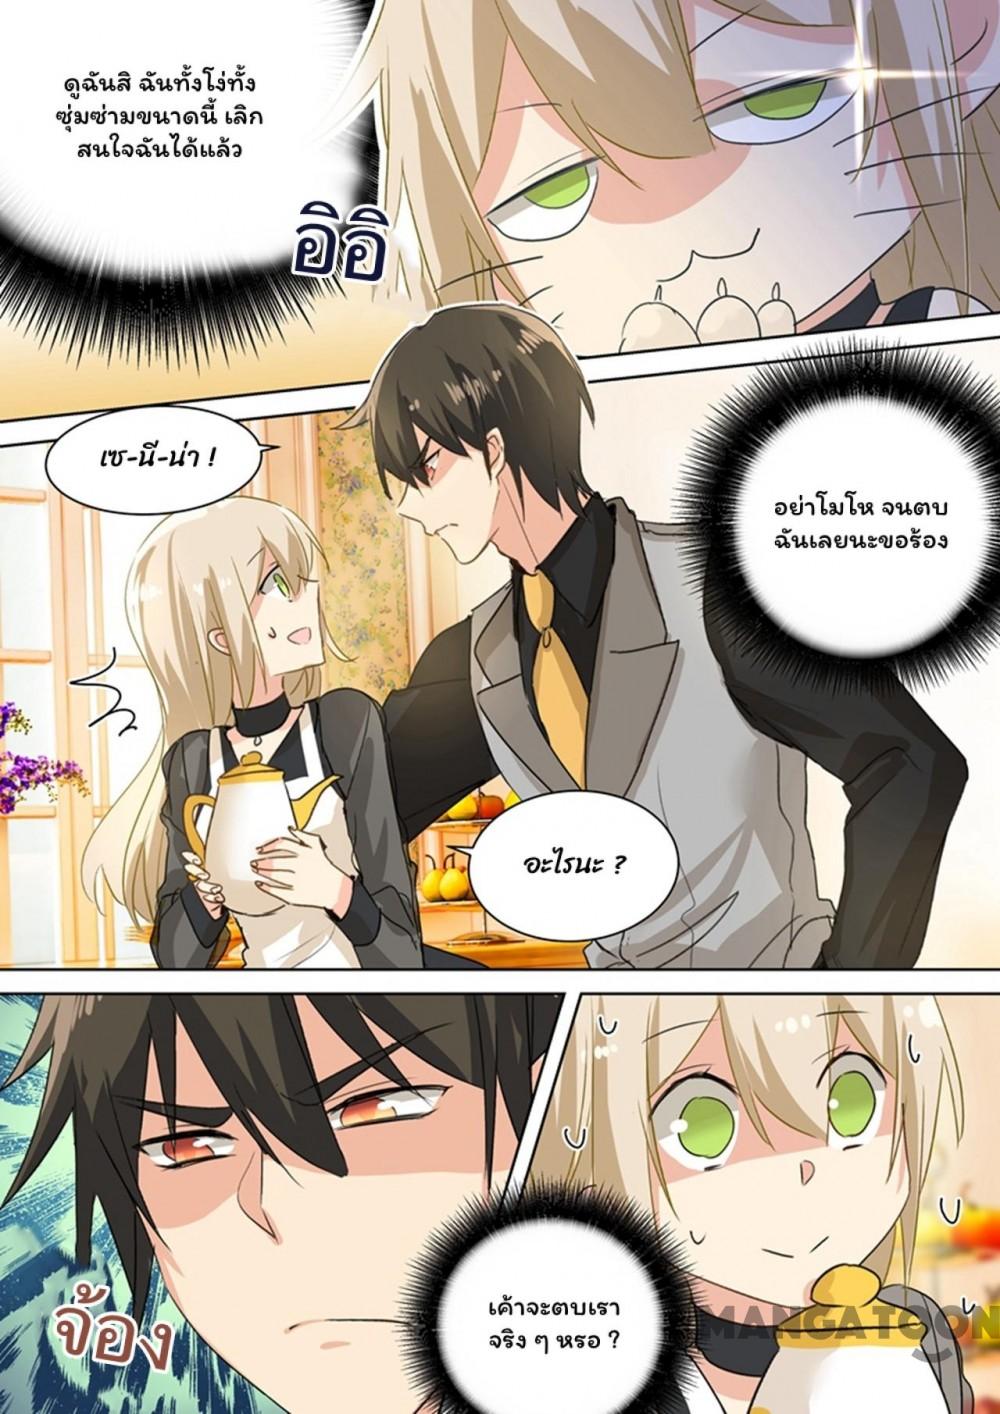 ดูฉันสิ ฉันทั้งโง่ทั้ง
ซุ่มซ่ามขนาดนี้ เลิก
สนใจฉันได้แล้ว
อิอิ
เซ-นี-น่า !
อย่าโมโห จนตบ
ฉันเลยนะขอร้อง
อะไรนะ ?
จ้อง
เค้าจะตบเรา
จริง ๆ หรอ ?
MANGATOON